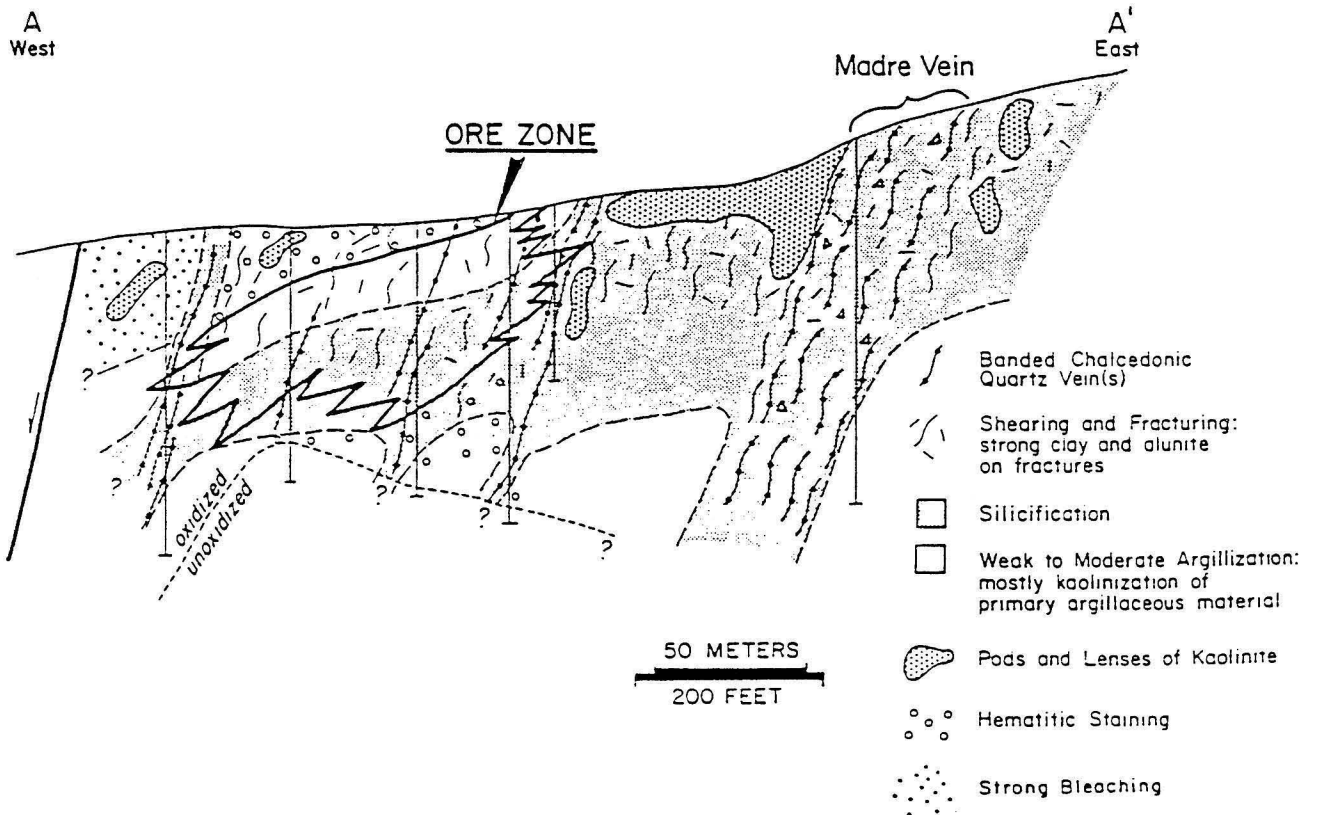 A
West
A'
East
Madre Vein
ORE ZONE
?
?
?
?
?
oxidized
unoxidized
Banded Chalcedonic
Quartz Vein(s)
Shearing and Fracturing:
strong clay and alunite
on fractures
Silicification
Weak to Moderate Argillization:
mostly kaolinization of
primary argillaceous material
Pods and Lenses of Kaolinite
Hematitic Staining
Strong Bleaching
50 METERS
200 FEET